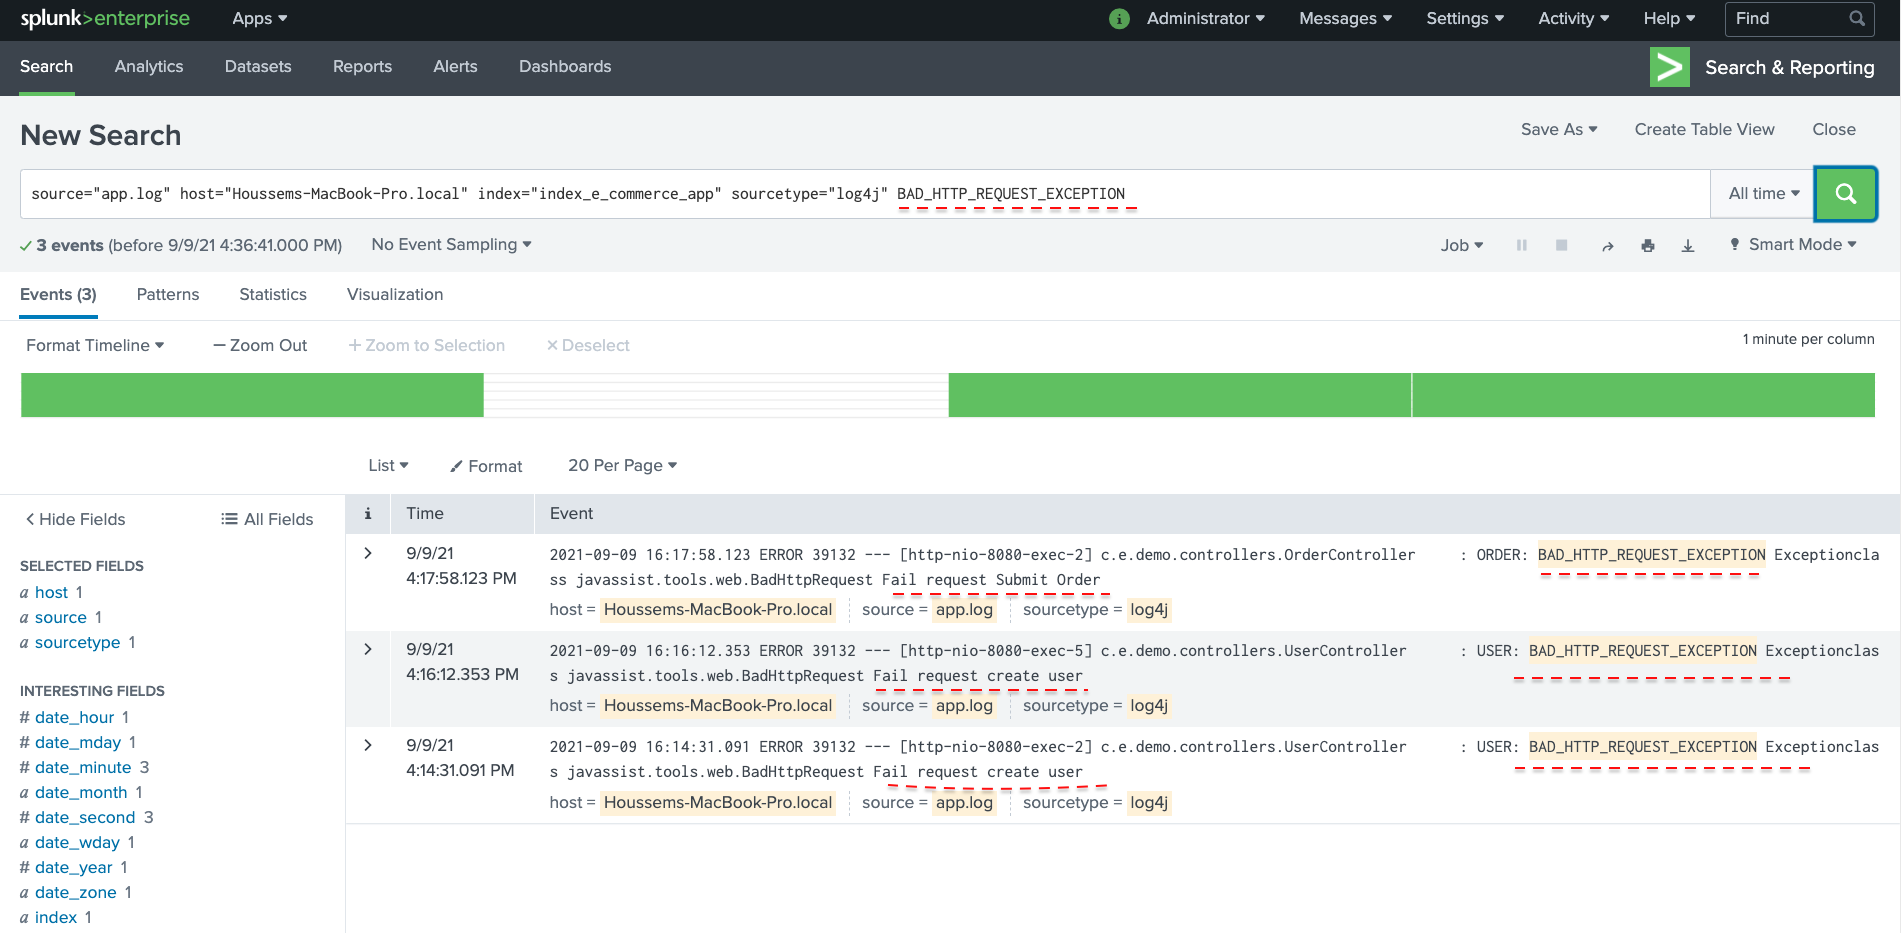 splunk>enterprise Apps i Administrator Messages Settings Activity Help Find
Search Analytics Datasets Reports Alerts Dashboards > Search & Reporting
New Search Save As Create Table View Close
source="app.log" host="Houssems-MacBook-Pro.local" index="index_e_commerce_app" sourcetype="log4j" BAD_HTTP_REQUEST_EXCEPTION All time
3 events (before 9/9/21 4:36:41.000 PM) No Event Sampling Job Smart Mode
Events (3) Patterns Statistics Visualization
Format Timeline — Zoom Out + Zoom to Selection × Deselect 1 minute per column
List Format 20 Per Page
< Hide Fields All Fields
SELECTED FIELDS
a host 1
a source 1
a sourcetype 1
INTERESTING FIELDS
# date_hour 1
# date_mday 1
# date_minute 3
a date_month 1
# date_second 3
a date_wday 1
# date_year 1
a date_zone 1
a index 1
i Time Event
> 9/9/21
4:17:58.123 PM
2021-09-09 16:17:58.123 ERROR 39132 --- [http-nio-8080-exec-2] c.e.demo.controllers.OrderController : ORDER: BAD_HTTP_REQUEST_EXCEPTION Exceptioncla
ss javassist.tools.web.BadHttpRequest Fail request Submit Order
host = Houssems-MacBook-Pro.local source = app.log sourcetype = log4j
> 9/9/21
4:16:12.353 PM
2021-09-09 16:16:12.353 ERROR 39132 --- [http-nio-8080-exec-5] c.e.demo.controllers.UserController : USER: BAD_HTTP_REQUEST_EXCEPTION Exceptionclas
s javassist.tools.web.BadHttpRequest Fail request create user
host = Houssems-MacBook-Pro.local source = app.log sourcetype = log4j
> 9/9/21
4:14:31.091 PM
2021-09-09 16:14:31.091 ERROR 39132 --- [http-nio-8080-exec-2] c.e.demo.controllers.UserController : USER: BAD_HTTP_REQUEST_EXCEPTION Exceptionclas
s javassist.tools.web.BadHttpRequest Fail request create user
host = Houssems-MacBook-Pro.local source = app.log sourcetype = log4j